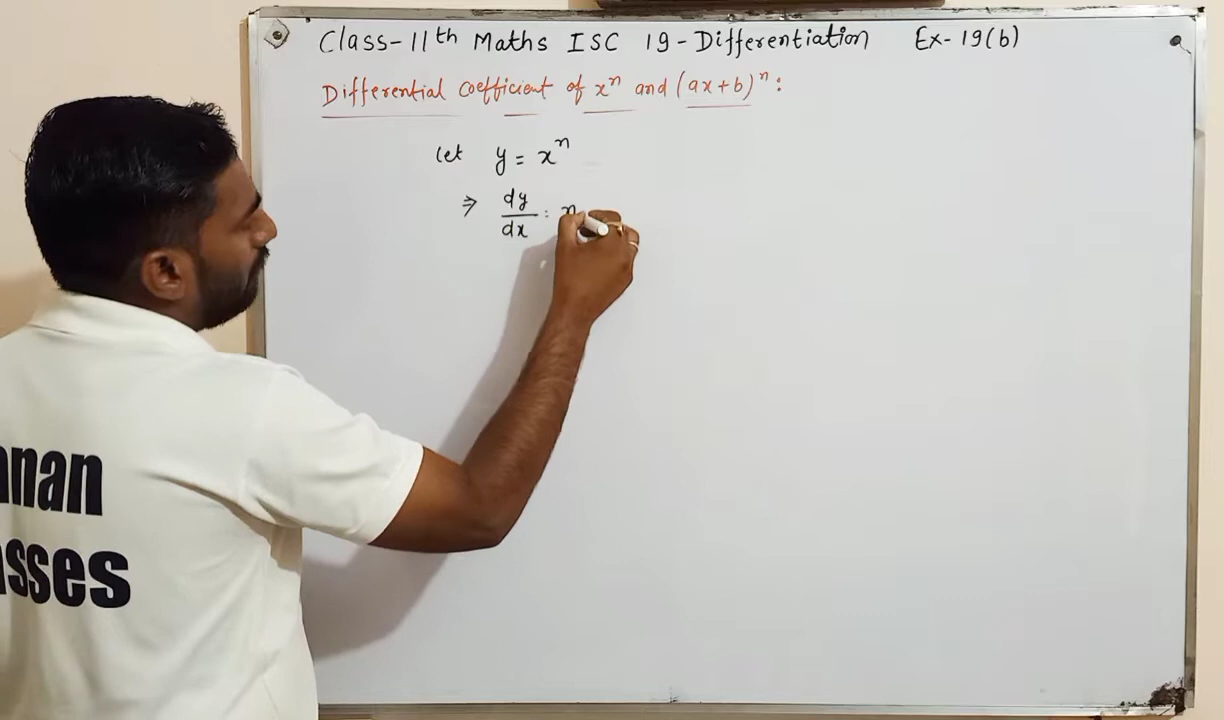 Class-11th Maths ISC 19-Differentiation Ex-19(b)
Differential coefficient of xⁿ and (ax+b)ⁿ:
let y = xⁿ
⇒ dy/dx = n
nan
sses